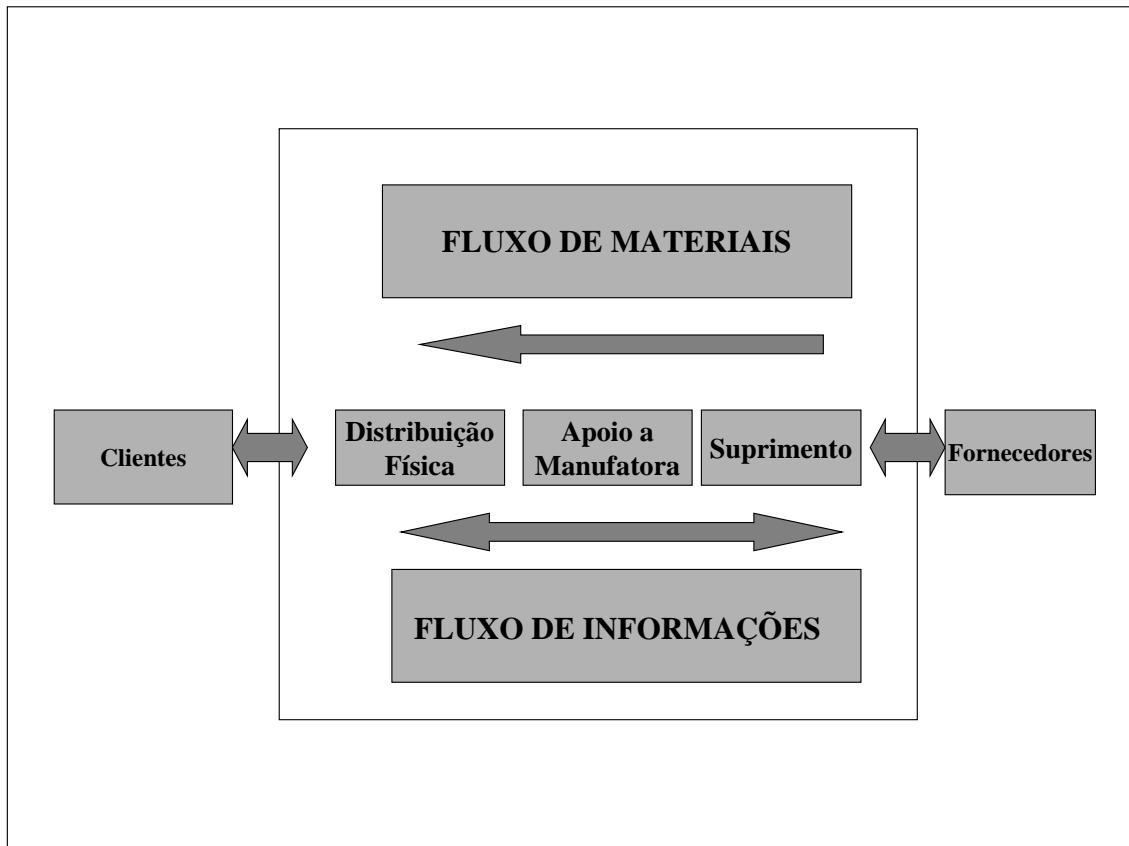 FLUXO DE MATERIAIS
Clientes
Distribuição
Física
Apoio a
Manufatora
Suprimento
Fornecedores
FLUXO DE INFORMAÇÕES